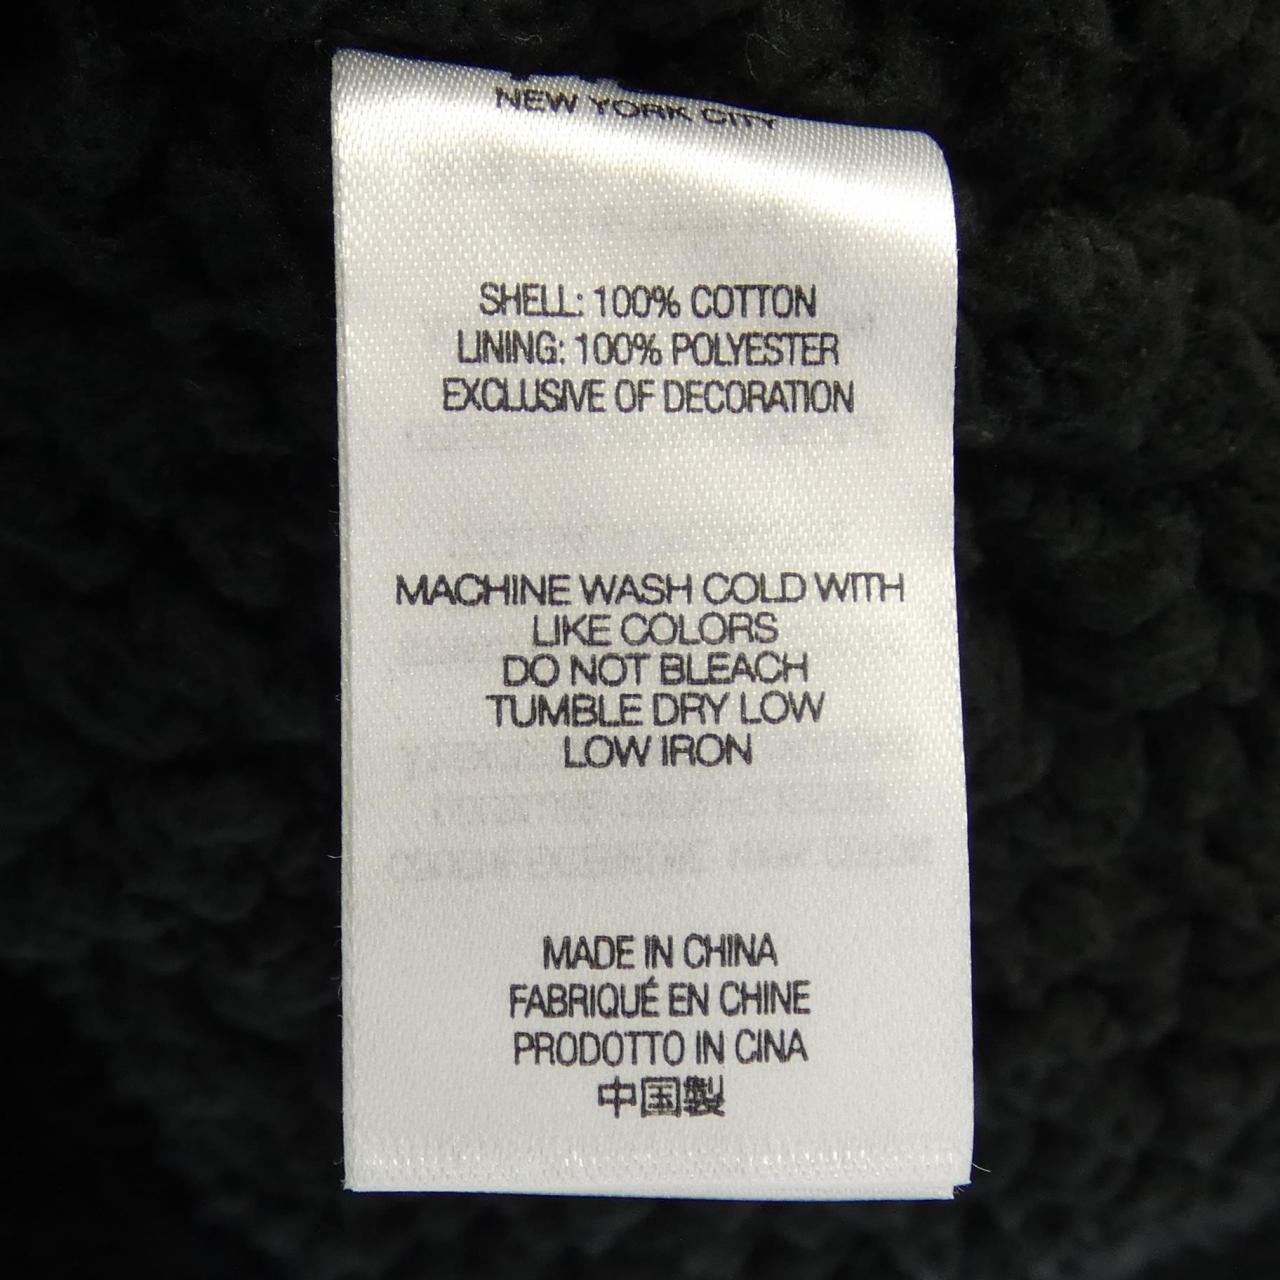 NEW YORK CITY
SHELL: 100% COTTON
LINING: 100% POLYESTER
EXCLUSIVE OF DECORATION
MACHINE WASH COLD WITH
LIKE COLORS
DO NOT BLEACH
TUMBLE DRY LOW
LOW IRON
MADE IN CHINA
FABRIQUÉ EN CHINE
PRODOTTO IN CINA
中国製